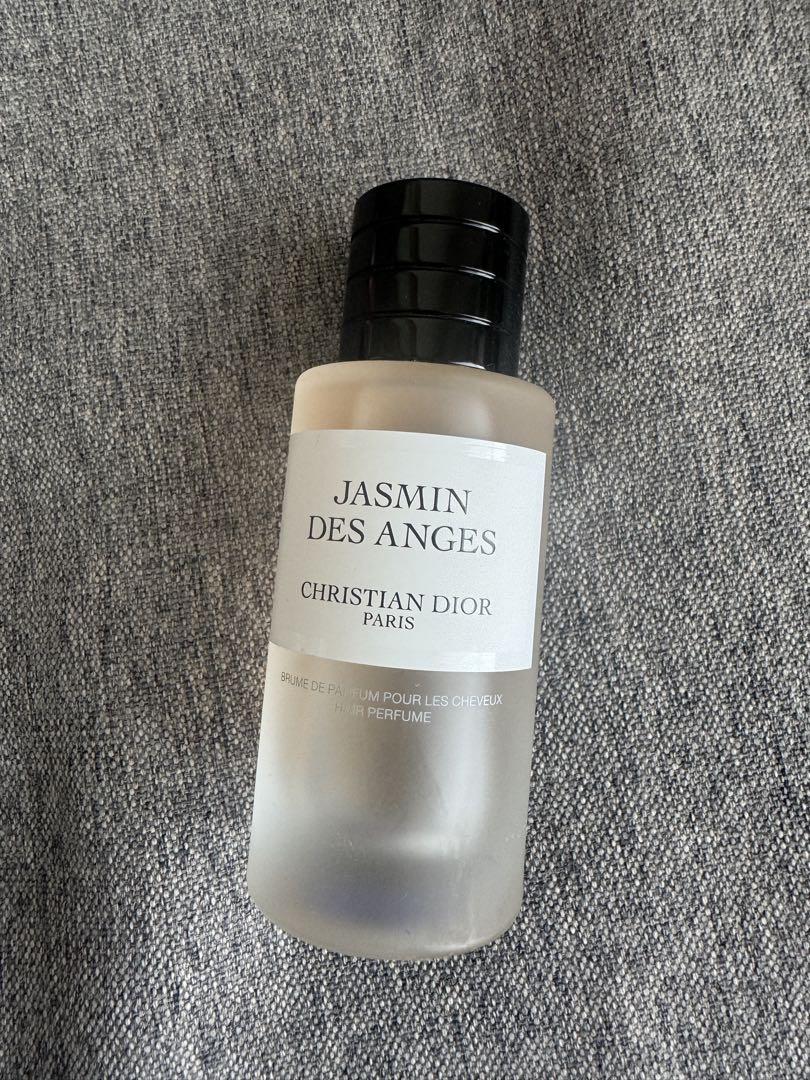 JASMIN
DES ANGES
CHRISTIAN DIOR
PARIS
BRUME DE PARFUM POUR LES CHEVEUX
HAIR PERFUME